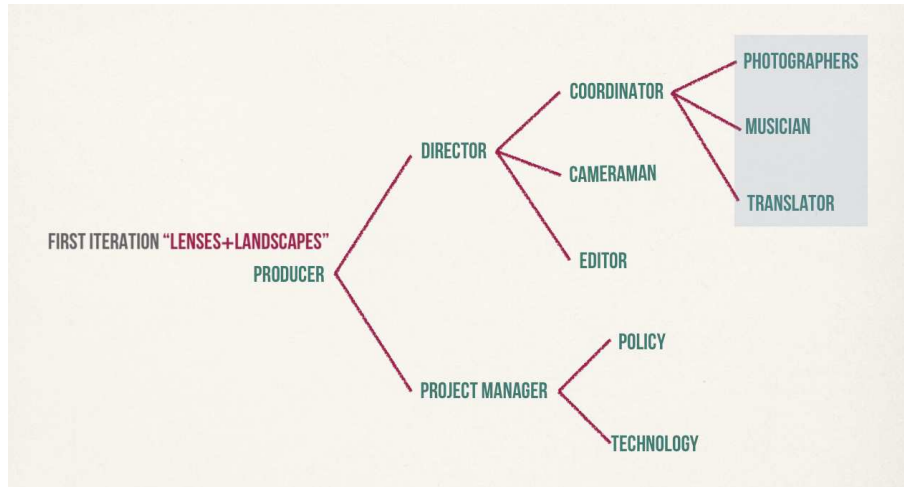 FIRST ITERATION “LENSES+LANDSCAPES”
PRODUCER
DIRECTOR
COORDINATOR
PHOTOGRAPHERS
MUSICIAN
TRANSLATOR
CAMERAMAN
EDITOR
PROJECT MANAGER
POLICY
TECHNOLOGY